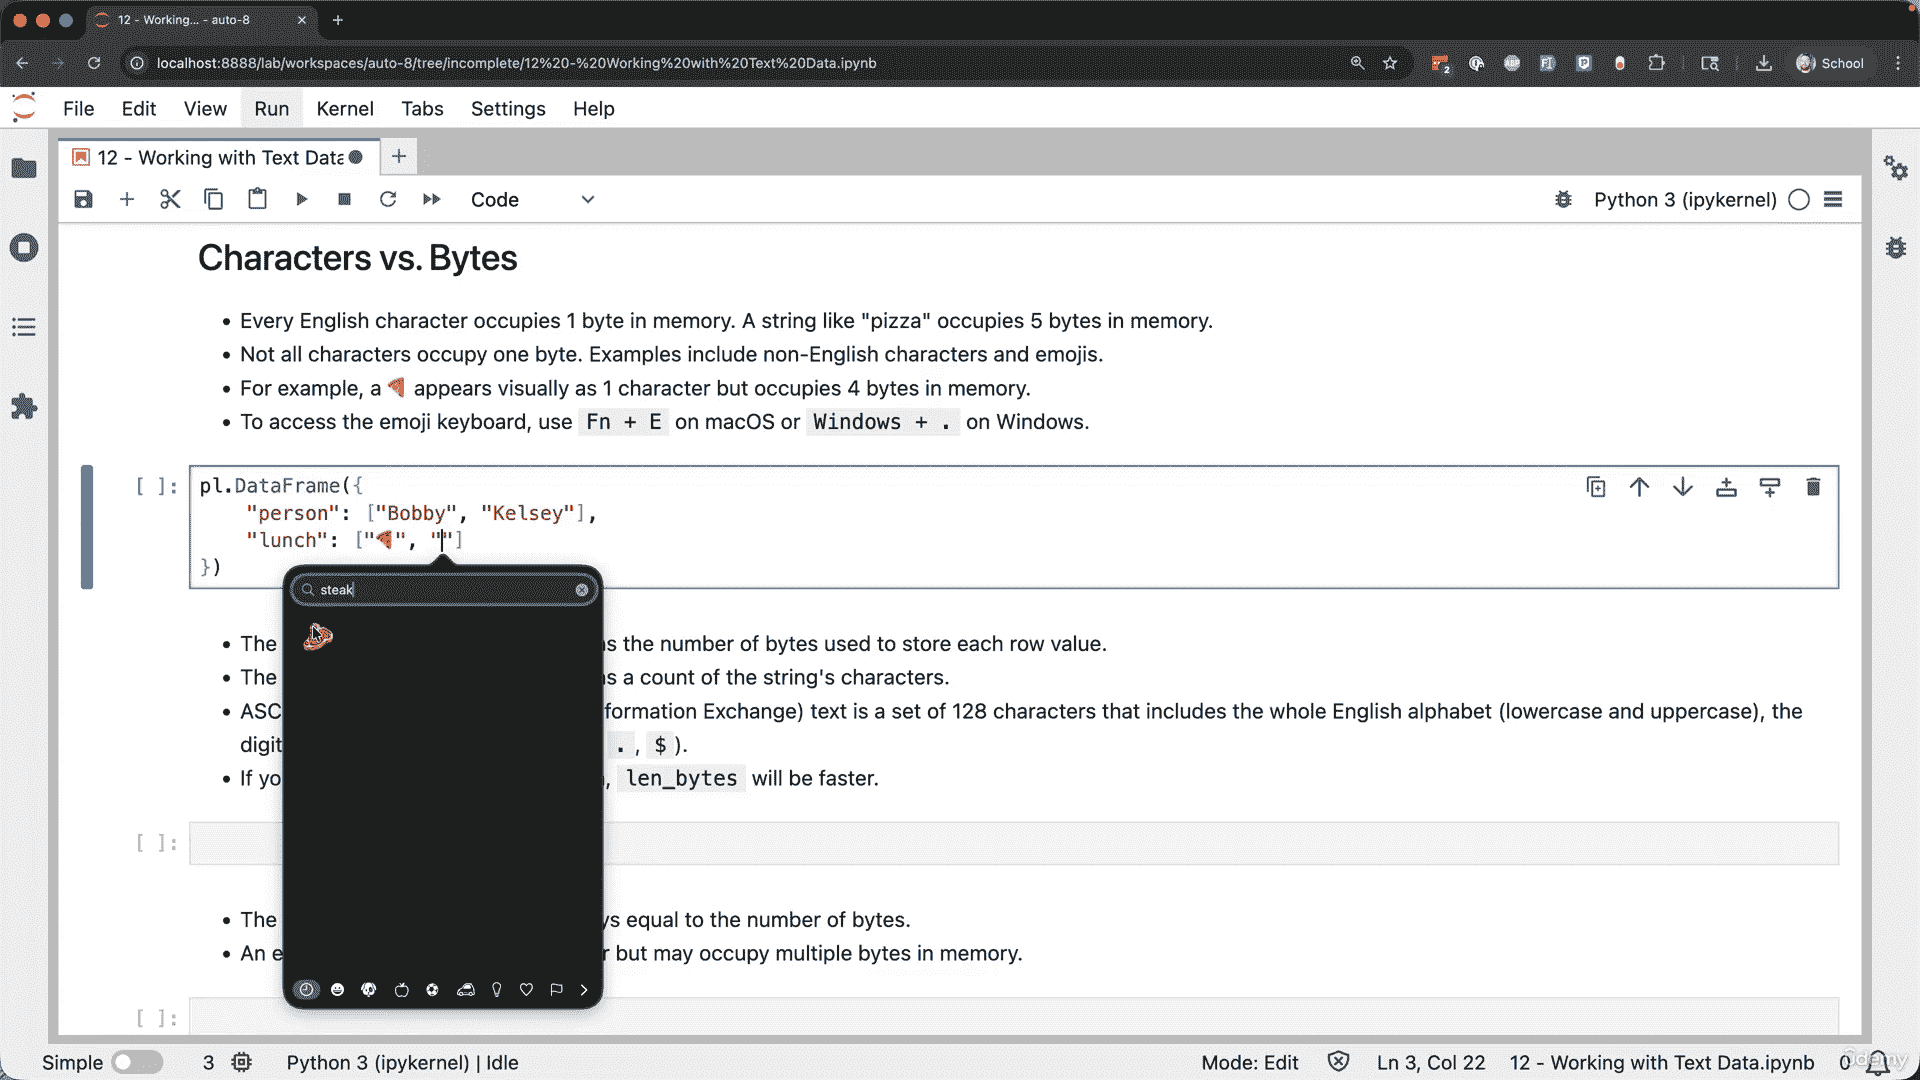 12 - Working... - auto-8
localhost:8888/lab/workspaces/auto-8/tree/incomplete/12%20-%20Working%20with%20Text%20Data.ipynb
2
ABP
School
File Edit View Run Kernel Tabs Settings Help
12 - Working with Text Data
Code
Python 3 (ipykernel)
Characters vs. Bytes
• Every English character occupies 1 byte in memory. A string like "pizza" occupies 5 bytes in memory.
• Not all characters occupy one byte. Examples include non-English characters and emojis.
• For example, a 🍕 appears visually as 1 character but occupies 4 bytes in memory.
• To access the emoji keyboard, use Fn + E on macOS or Windows + . on Windows.
[ ]: pl.DataFrame({
"person": ["Bobby", "Kelsey"],
"lunch": ["🍕", ""]
})
steak
• The s the number of bytes used to store each row value.
• The s a count of the string's characters.
• ASC formation Exchange) text is a set of 128 characters that includes the whole English alphabet (lowercase and uppercase), the
digit . , $ ).
• If yo , len_bytes will be faster.
[ ]:
• The ys equal to the number of bytes.
• An e r but may occupy multiple bytes in memory.
[ ]:
Simple 3 Python 3 (ipykernel) | Idle Mode: Edit Ln 3, Col 22 12 - Working with Text Data.ipynb 0
udemy